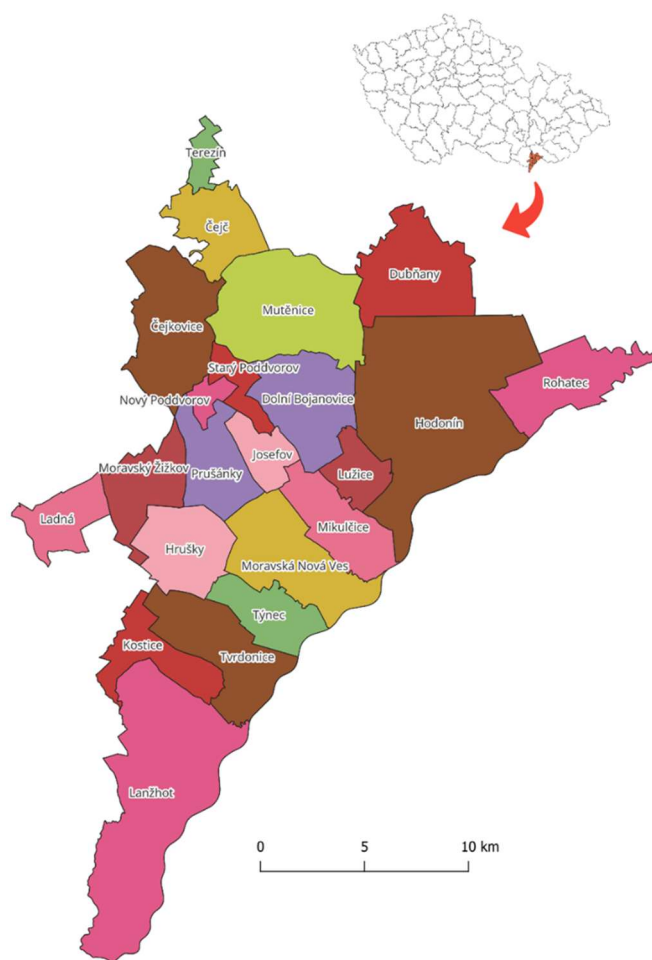 Terezín
Čejč
Dubňany
Mutěnice
Čejkovice
Starý Poddvorov
Rohatec
Nový Poddvorov
Dolní Bojanovice
Hodonín
Josefov
Moravský Žižkov
Prušánky
Lužice
Ladná
Mikulčice
Hrušky
Moravská Nová Ves
Týnec
Kostice
Tvrdonice
Lanžhot
0 5 10 km